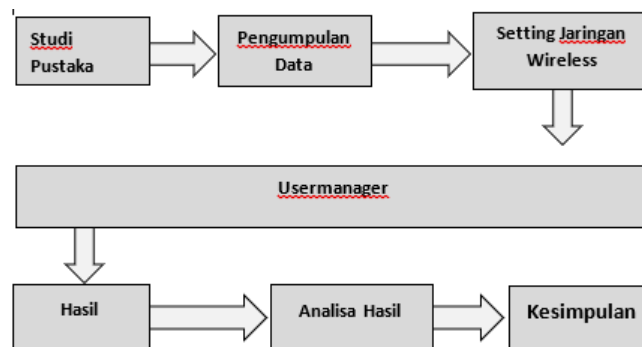 Studi
Pustaka
Pengumpulan
Data
Setting Jaringan
Wireless
Usermanager
Hasil
Analisa Hasil
Kesimpulan